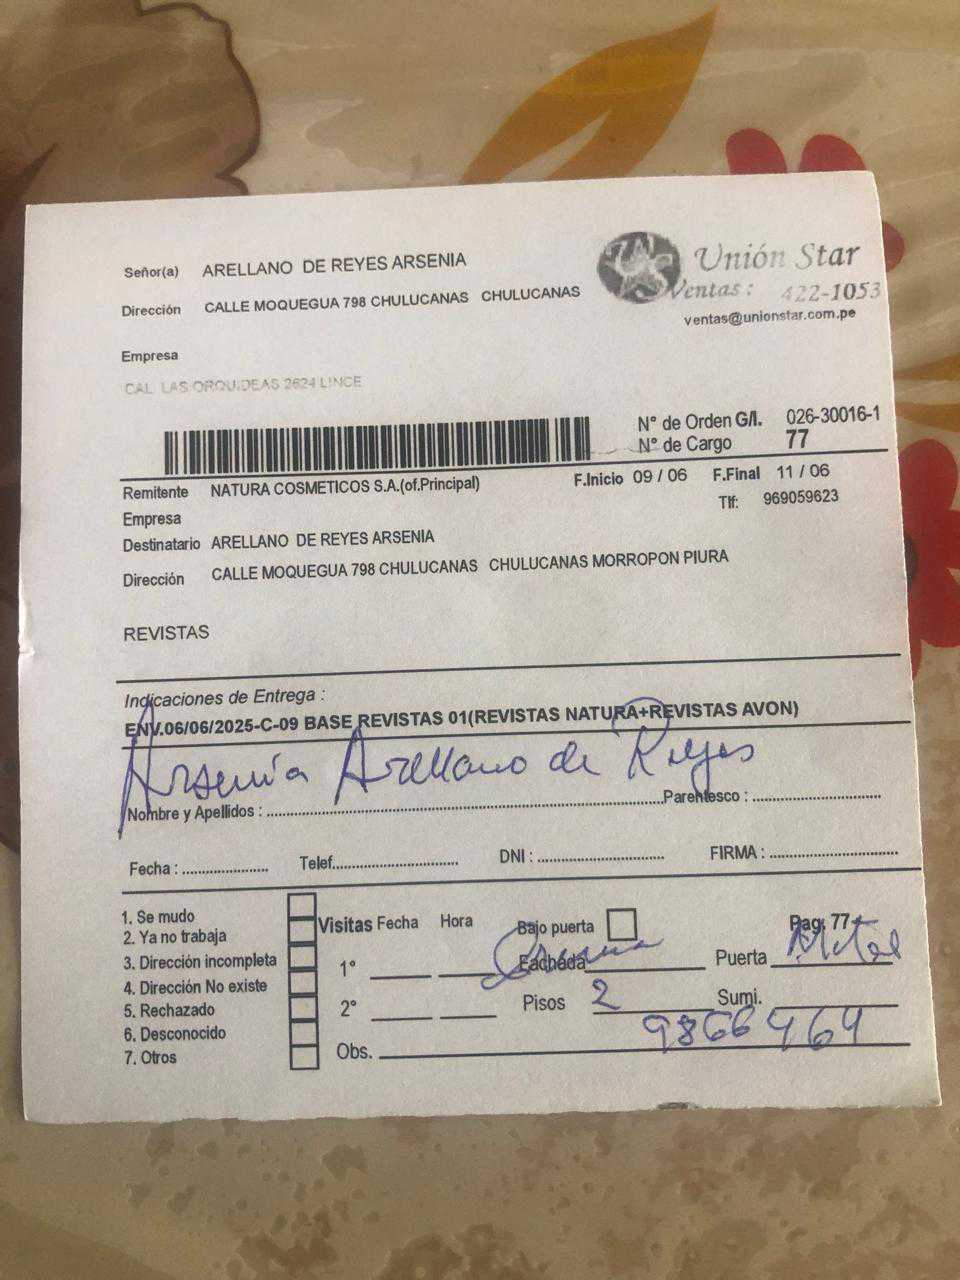 Señor(a) ARELLANO DE REYES ARSENIA
Unión Star
Dirección CALLE MOQUEGUA 798 CHULUCANAS CHULUCANAS
Ventas : 422-1053
ventas@unionstar.com.pe
Empresa
CAL LAS ORQUIDEAS 2624 LINCE
N° de Orden G/I. 026-30016-1
N° de Cargo 77
Remitente NATURA COSMETICOS S.A.(of.Principal) F.Inicio 09 / 06 F.Final 11 / 06
Empresa Tlf: 969059623
Destinatario ARELLANO DE REYES ARSENIA
Dirección CALLE MOQUEGUA 798 CHULUCANAS CHULUCANAS MORROPON PIURA
REVISTAS
Indicaciones de Entrega :
ENV.06/06/2025-C-09 BASE REVISTAS 01(REVISTAS NATURA+REVISTAS AVON)
Arsenia Arellano de Reyes
Nombre y Apellidos : Parentesco :
Fecha : Telef. DNI : FIRMA :
1. Se mudo
2. Ya no trabaja
3. Dirección incompleta
4. Dirección No existe
5. Rechazado
6. Desconocido
7. Otros
Visitas Fecha Hora Bajo puerta Pag. 77
1° Fachada Puerta
2° Pisos 2 Sumi.
Obs. 9866464